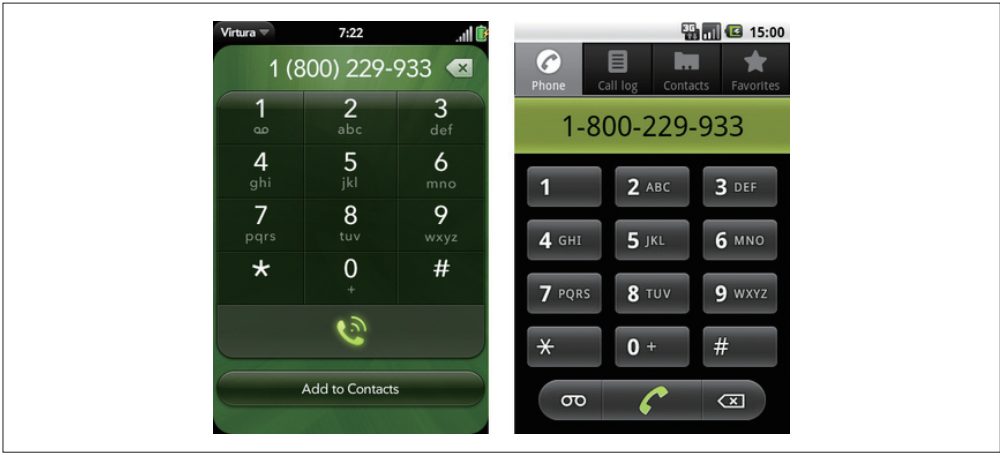 Virtura 7:22
1 (800) 229-933
1 2 3
abc def
4 5 6
ghi jkl mno
7 8 9
pqrs tuv wxyz
* 0 #
+
Add to Contacts
3G 15:00
Phone Call log Contacts Favorites
1-800-229-933
1 2 ABC 3 DEF
4 GHI 5 JKL 6 MNO
7 PQRS 8 TUV 9 WXYZ
* 0 + #